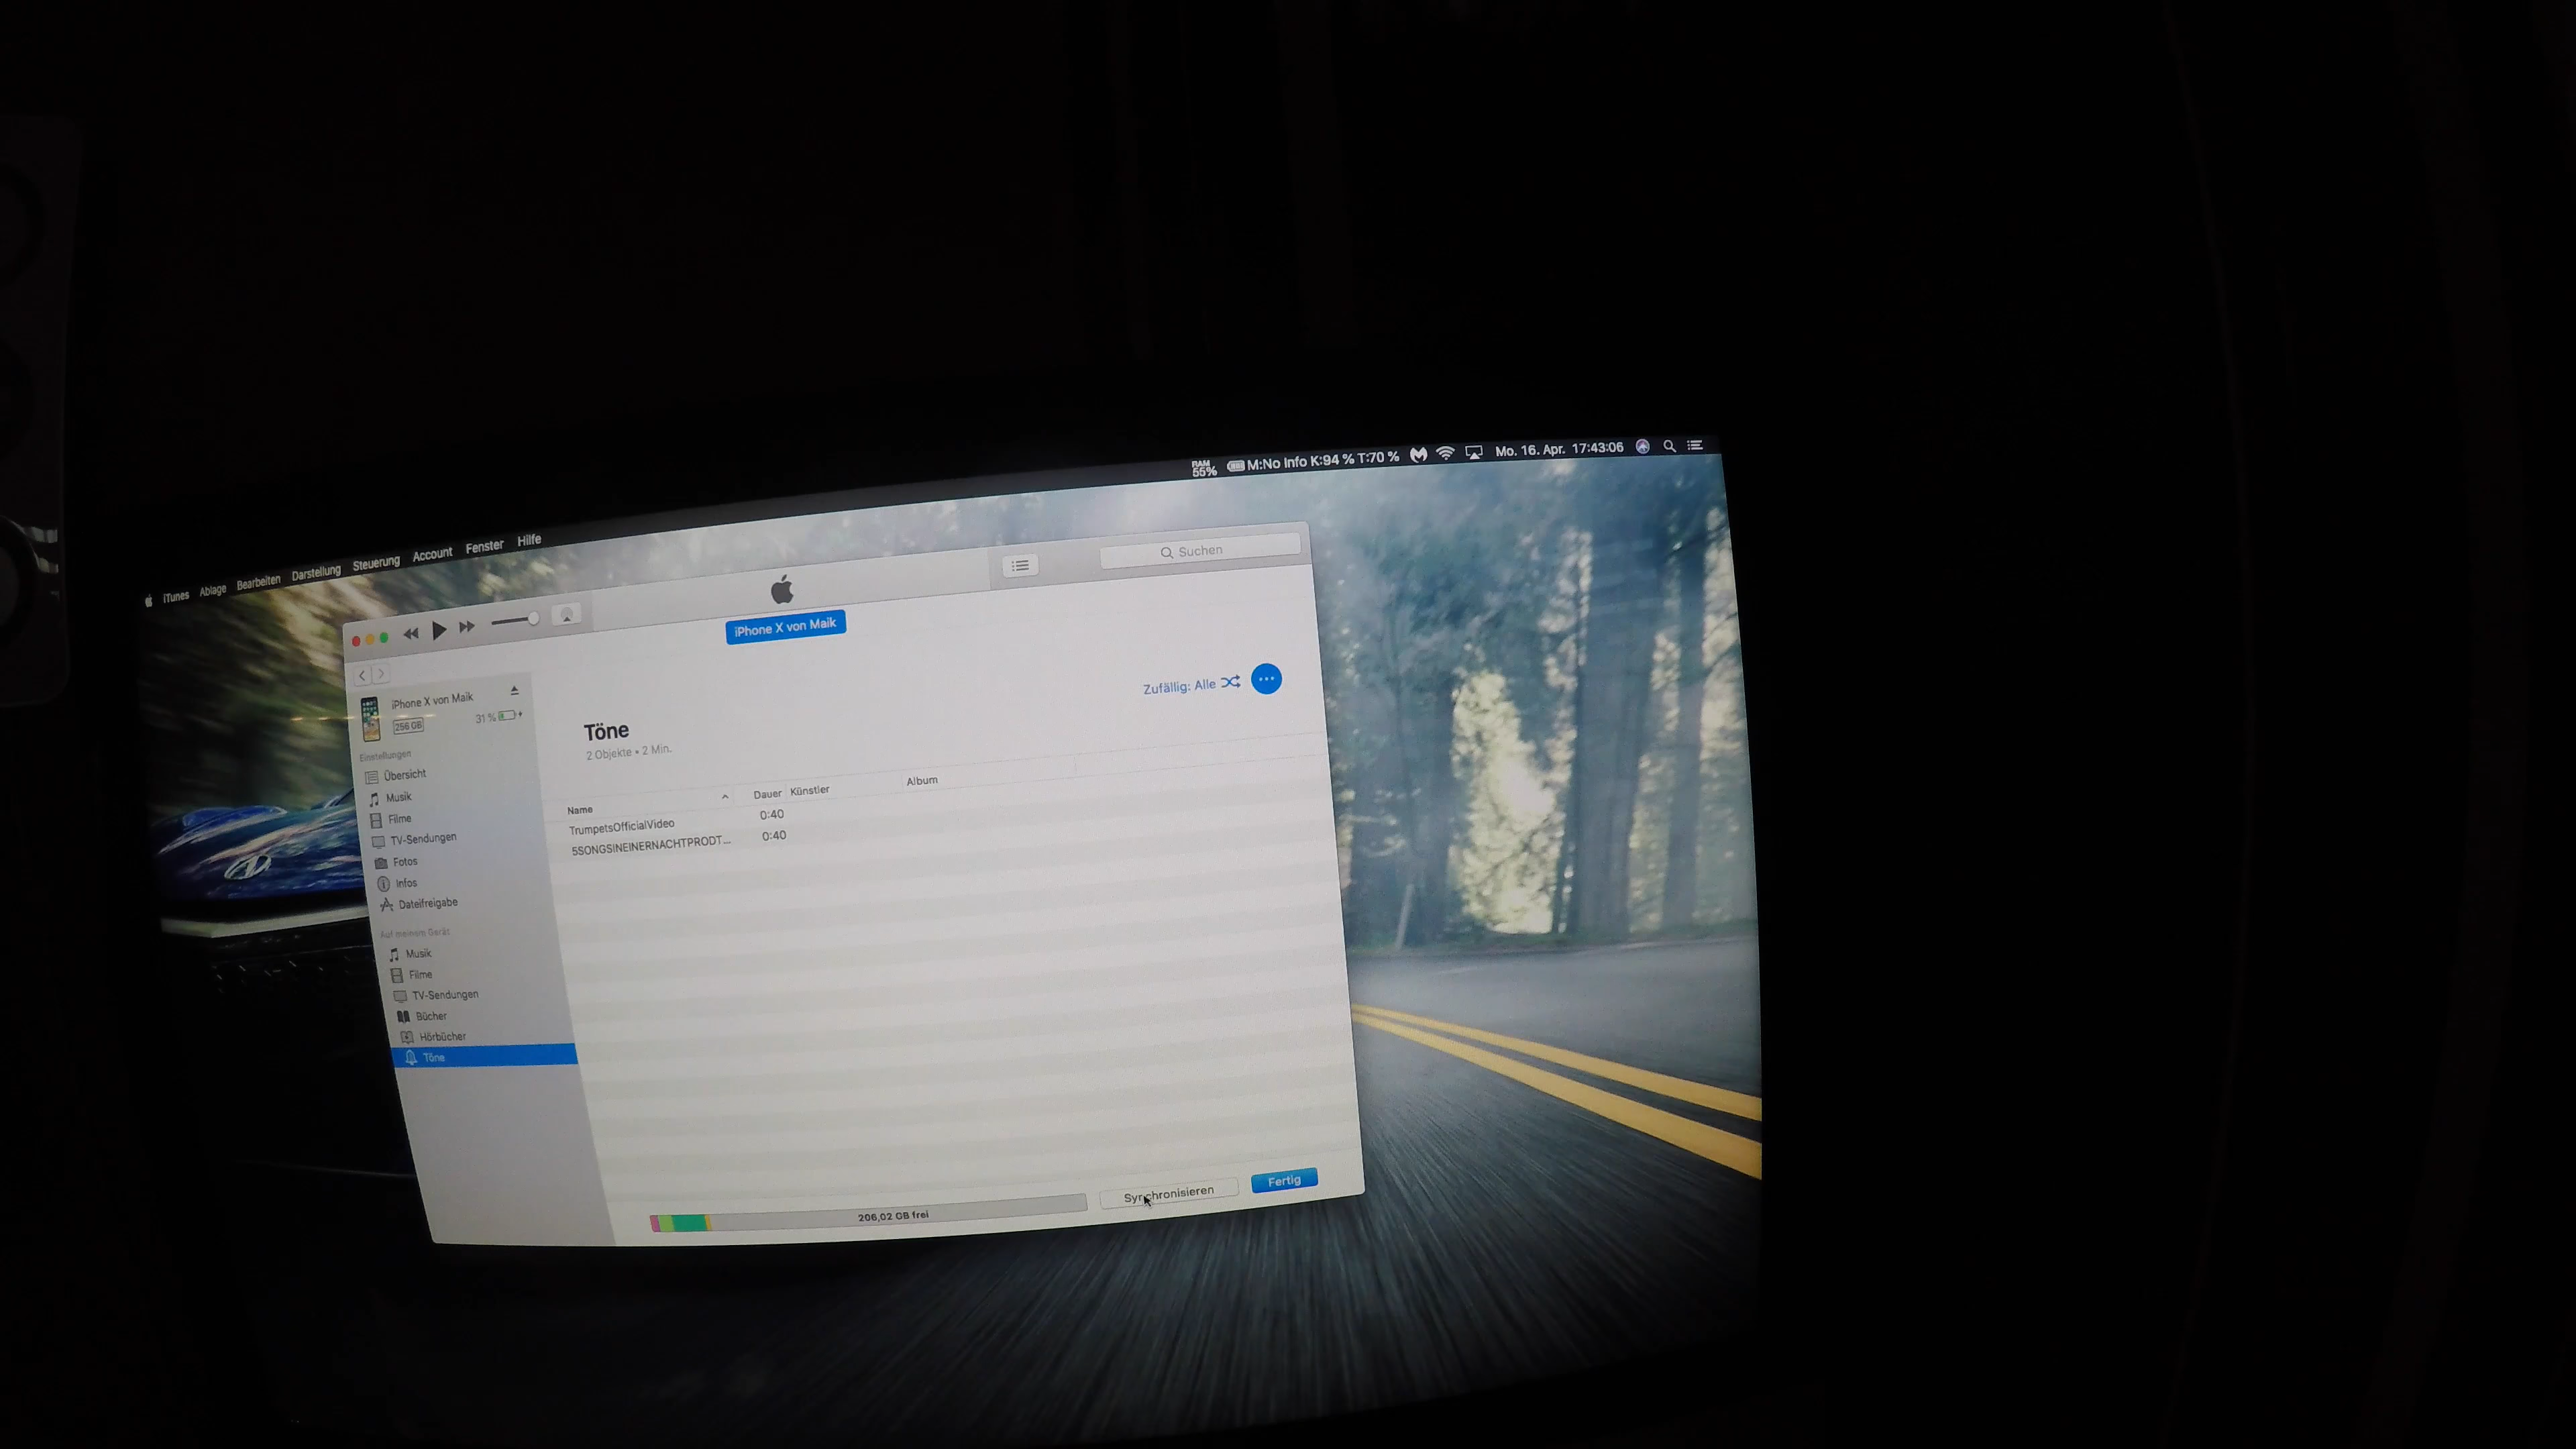 iTunes Ablage Bearbeiten Darstellung Steuerung Account Fenster Hilfe
RAM 55% M:No Info K:94 % T:70 % Mo. 16. Apr. 17:43:06
Suchen
iPhone X von Maik
iPhone X von Maik
256 GB 31 %
Zufällig: Alle
Einstellungen
Übersicht
Musik
Filme
TV-Sendungen
Fotos
Infos
Dateifreigabe
Auf meinem Gerät
Musik
Filme
TV-Sendungen
Bücher
Hörbücher
Töne
Töne
2 Objekte • 2 Min.
Name Dauer Künstler Album
TrumpetsOfficialVideo 0:40
5SONGSINEINERNACHTPRODT... 0:40
206,02 GB frei
Synchronisieren
Fertig